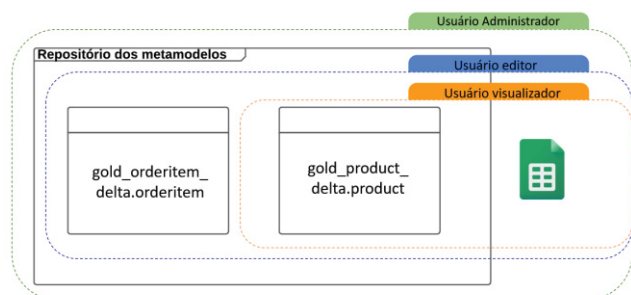 Usuário Administrador
Repositório dos metamodelos
Usuário editor
Usuário visualizador
gold_orderitem_
delta.orderitem
gold_product_
delta.product